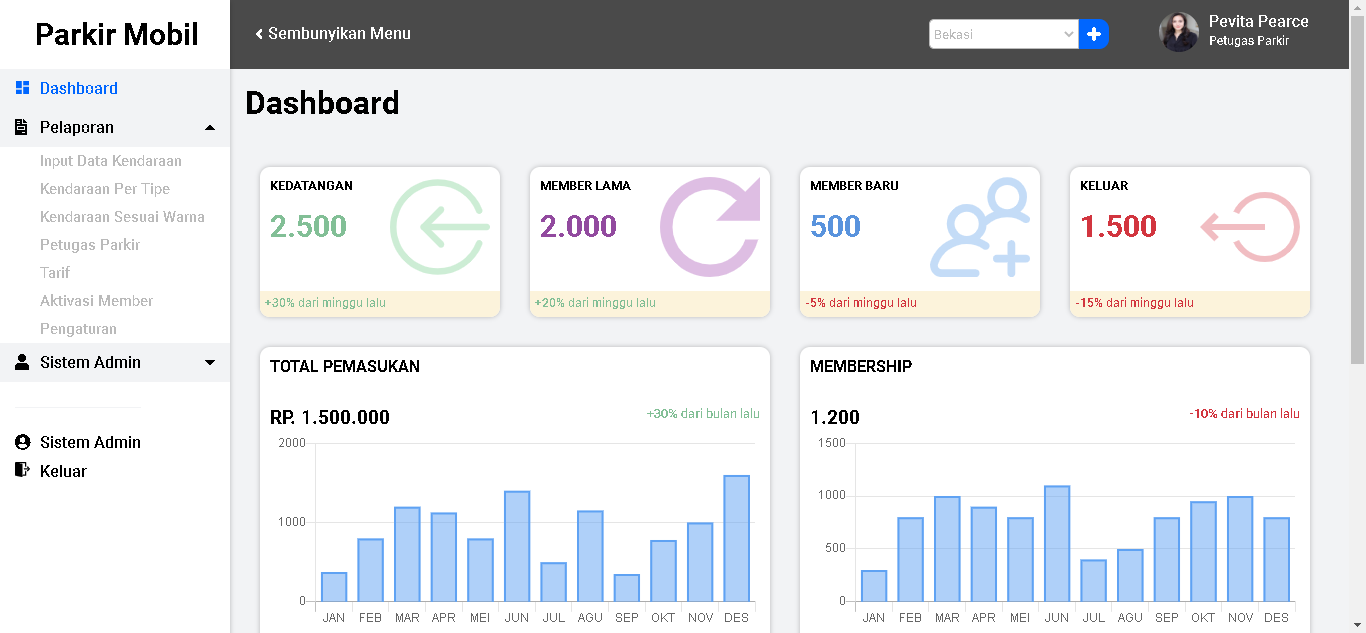 Parkir Mobil
Sembunyikan Menu
Bekasi
Pevita Pearce
Petugas Parkir
Dashboard
Pelaporan
Input Data Kendaraan
Kendaraan Per Tipe
Kendaraan Sesuai Warna
Petugas Parkir
Tarif
Aktivasi Member
Pengaturan
Sistem Admin
Sistem Admin
Keluar
Dashboard
KEDATANGAN
2.500
+30% dari minggu lalu
MEMBER LAMA
2.000
+20% dari minggu lalu
MEMBER BARU
500
-5% dari minggu lalu
KELUAR
1.500
-15% dari minggu lalu
TOTAL PEMASUKAN
RP. 1.500.000
+30% dari bulan lalu
2000
1000
0
JAN FEB MAR APR MEI JUN JUL AGU SEP OKT NOV DES
MEMBERSHIP
1.200
-10% dari bulan lalu
1500
1000
500
0
JAN FEB MAR APR MEI JUN JUL AGU SEP OKT NOV DES